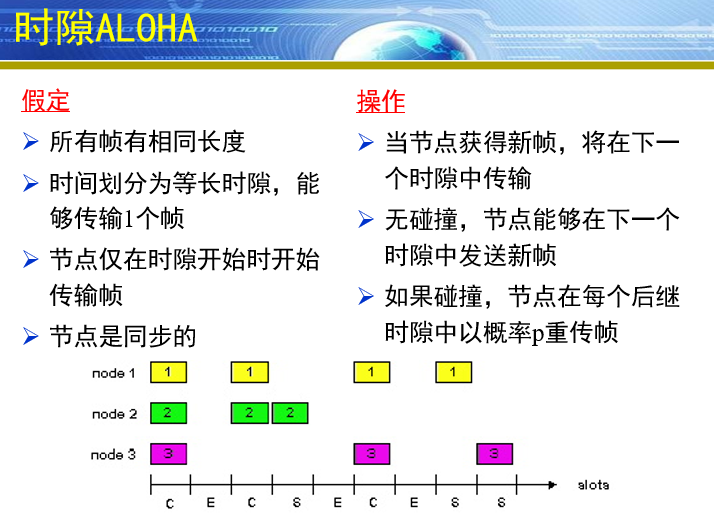 时隙ALOHA
假定
所有帧有相同长度
时间划分为等长时隙，能
够传输1个帧
节点仅在时隙开始时开始
传输帧
节点是同步的
操作
当节点获得新帧，将在下一
个时隙中传输
无碰撞，节点能够在下一个
时隙中发送新帧
如果碰撞，节点在每个后继
时隙中以概率p重传帧
node 1 1 1 1 1
node 2 2 2 2
node 3 3 3 3
slots
C E C S E C E S S